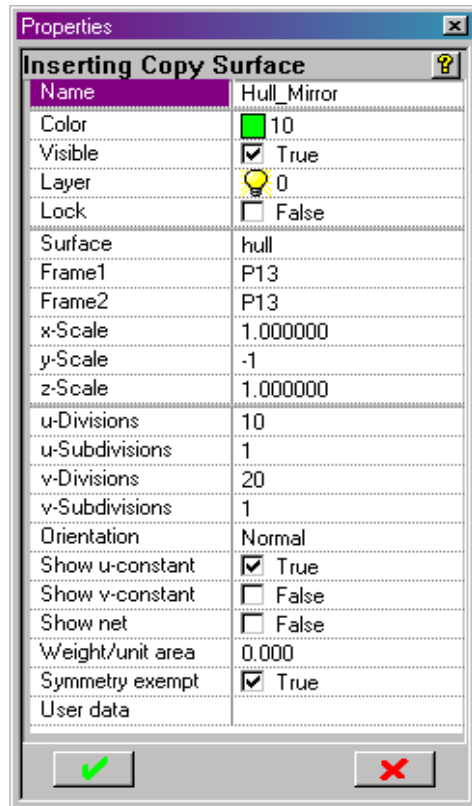 Properties
Inserting Copy Surface
Name Hull_Mirror
Color 10
Visible True
Layer 0
Lock False
Surface hull
Frame1 P13
Frame2 P13
x-Scale 1.000000
y-Scale -1
z-Scale 1.000000
u-Divisions 10
u-Subdivisions 1
v-Divisions 20
v-Subdivisions 1
Orientation Normal
Show u-constant True
Show v-constant False
Show net False
Weight/unit area 0.000
Symmetry exempt True
User data